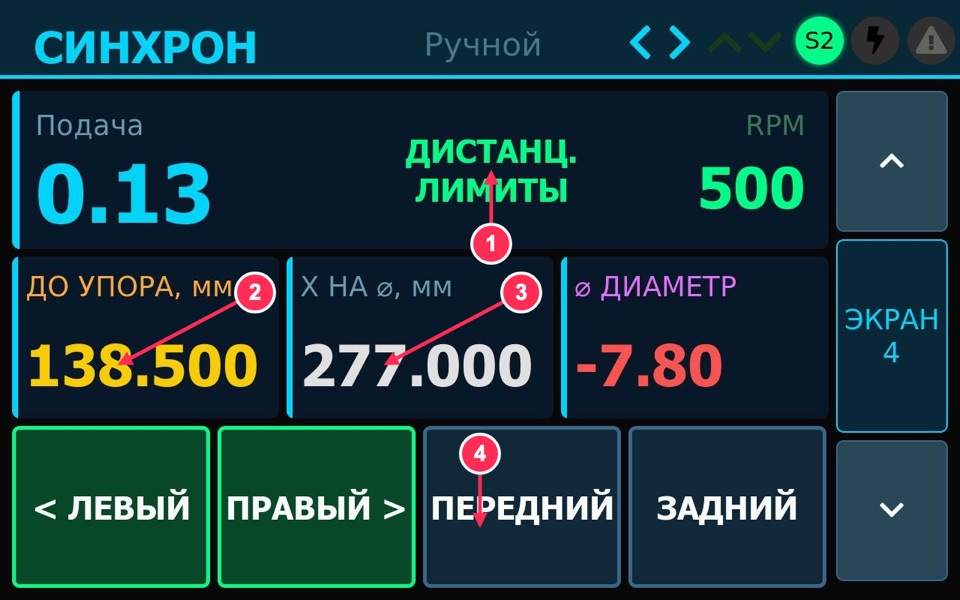 СИНХРОН
Ручной
S2
Подача
0.13
ДИСТАНЦ.
ЛИМИТЫ
RPM
500
1
ДО УПОРА, мм
138.500
2
X НА ⌀, мм
277.000
3
⌀ ДИАМЕТР
-7.80
ЭКРАН
4
4
< ЛЕВЫЙ
ПРАВЫЙ >
ПЕРЕДНИЙ
ЗАДНИЙ